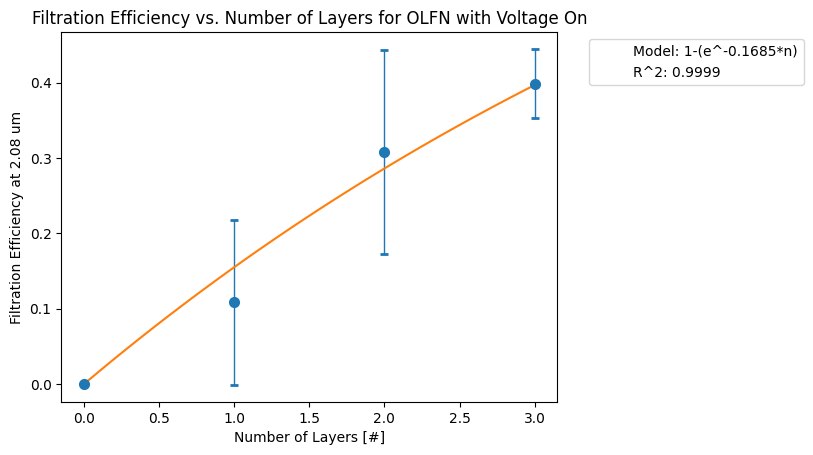 Filtration Efficiency vs. Number of Layers for OLFN with Voltage On
Model: 1-(e^-0.1685*n)
R^2: 0.9999
Filtration Efficiency at 2.08 um
0.4
0.3
0.2
0.1
0.0
0.0 0.5 1.0 1.5 2.0 2.5 3.0
Number of Layers [#]